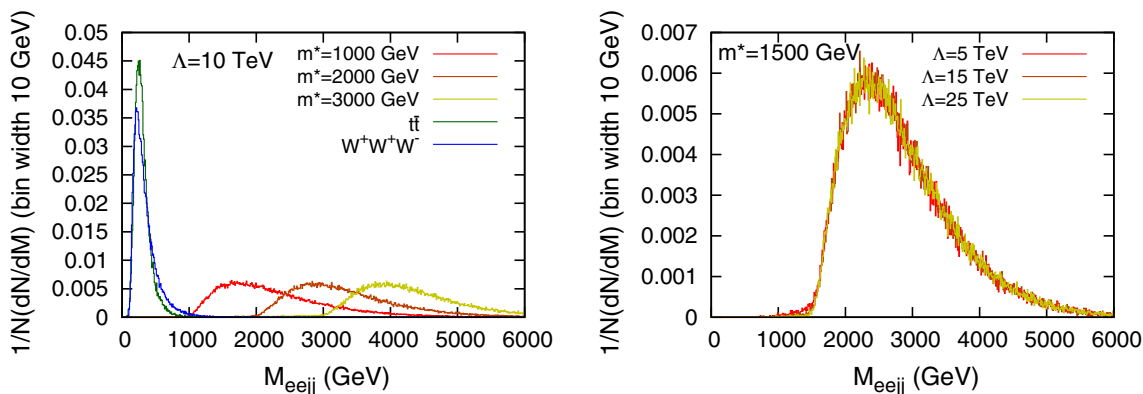 1/N(dN/dM) (bin width 10 GeV)
0.05
0.045
0.04
0.035
0.03
0.025
0.02
0.015
0.01
0.005
0
0 1000 2000 3000 4000 5000 6000
M_eejj (GeV)
Λ=10 TeV
m*=1000 GeV
m*=2000 GeV
m*=3000 GeV
tt̄
W⁺W⁺W⁻
1/N(dN/dM) (bin width 10 GeV)
0.007
0.006
0.005
0.004
0.003
0.002
0.001
0
0 1000 2000 3000 4000 5000 6000
M_eejj (GeV)
m*=1500 GeV
Λ=5 TeV
Λ=15 TeV
Λ=25 TeV